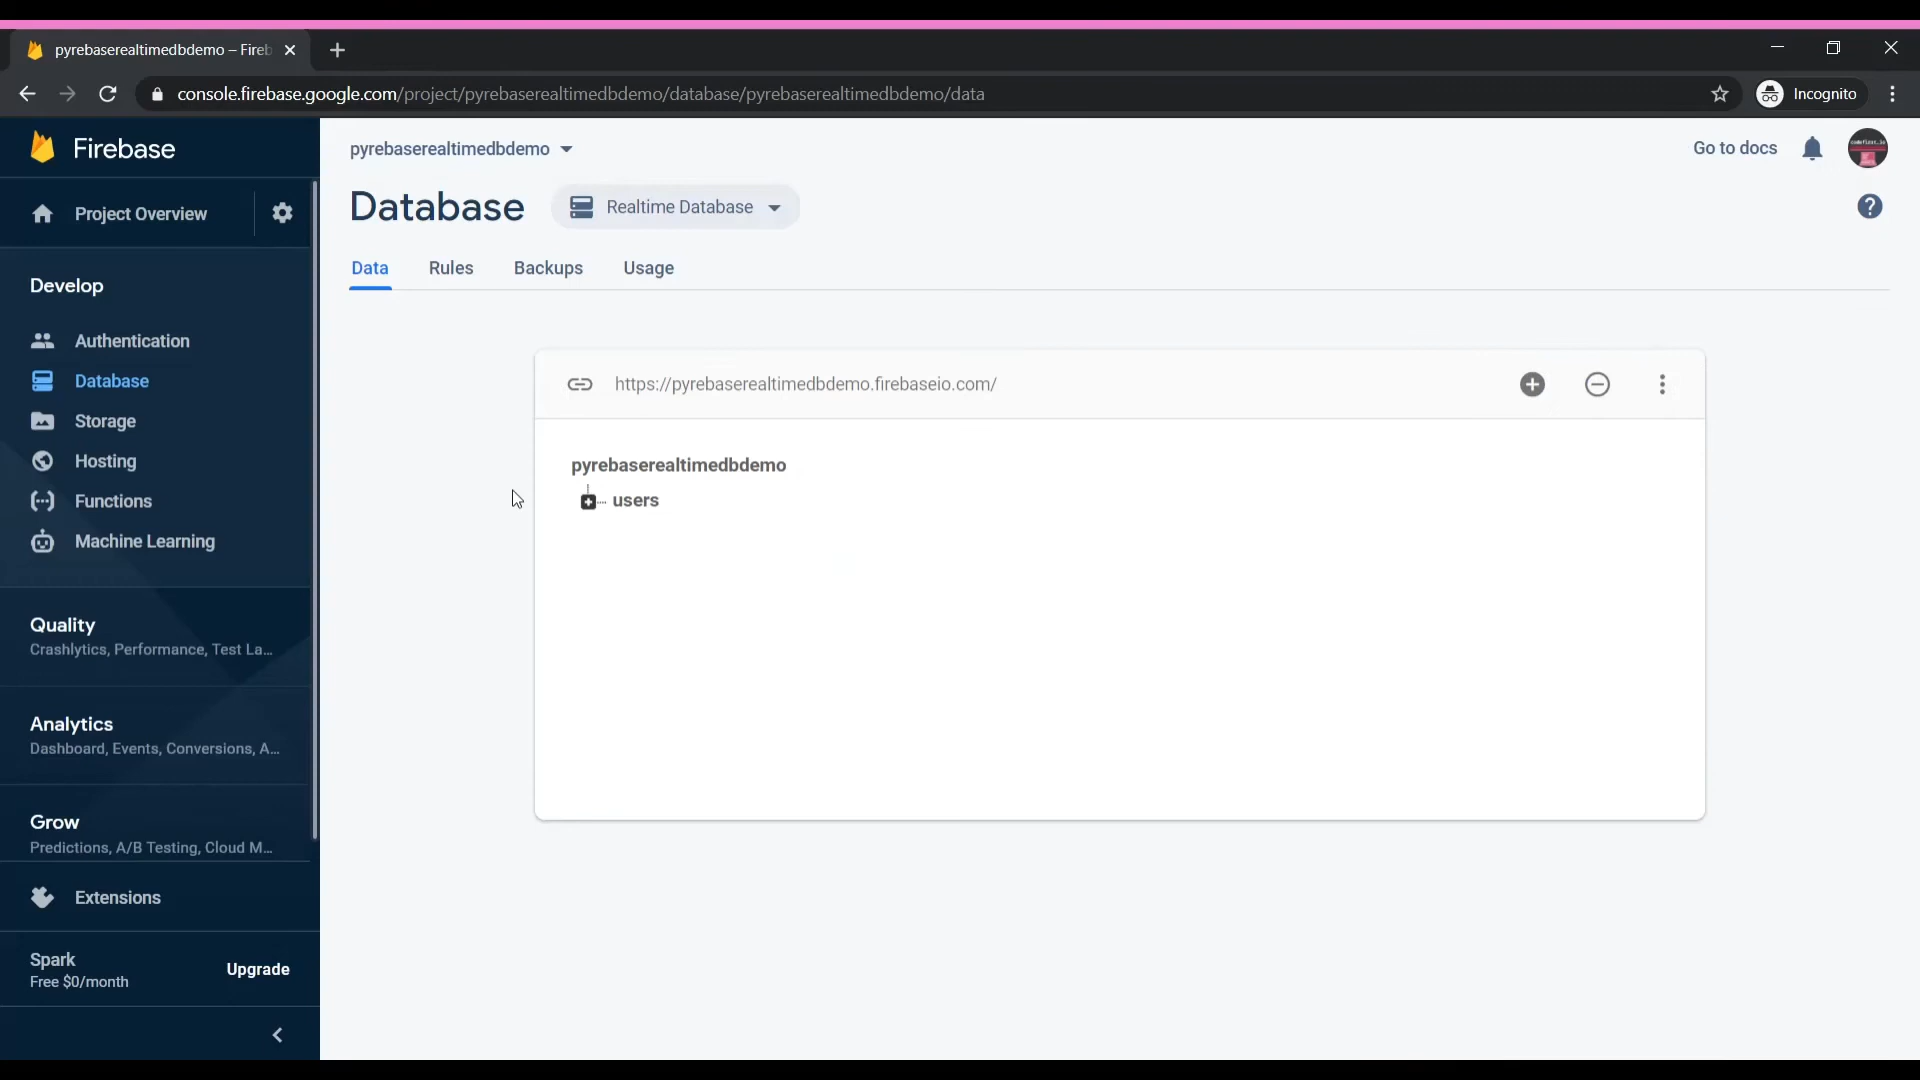 pyrebaserealtimedbdemo – Fireb
console.firebase.google.com/project/pyrebaserealtimedbdemo/database/pyrebaserealtimedbdemo/data
Incognito
Firebase
Project Overview
Develop
Authentication
Database
Storage
Hosting
Functions
Machine Learning
Quality
Crashlytics, Performance, Test La...
Analytics
Dashboard, Events, Conversions, A...
Grow
Predictions, A/B Testing, Cloud M...
Extensions
Spark
Free $0/month
Upgrade
pyrebaserealtimedbdemo
Go to docs
Database
Realtime Database
Data
Rules
Backups
Usage
https://pyrebaserealtimedbdemo.firebaseio.com/
pyrebaserealtimedbdemo
users